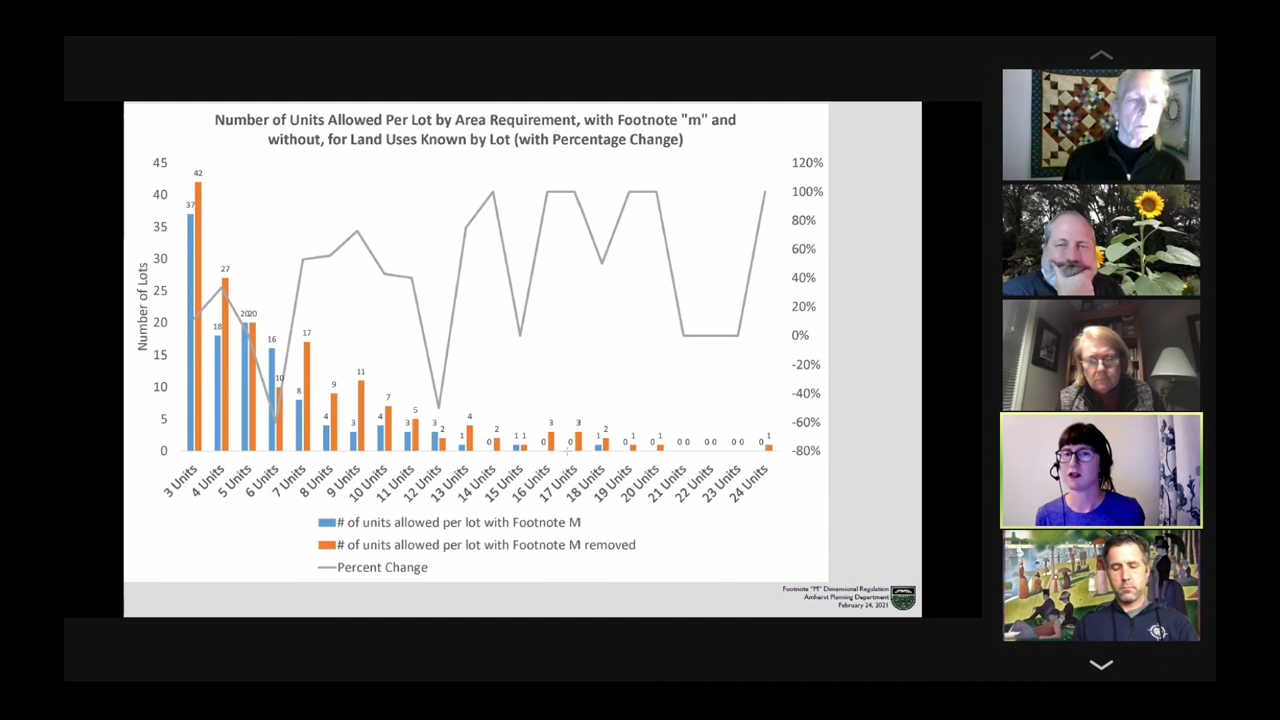 Number of Units Allowed Per Lot by Area Requirement, with Footnote "m" and
without, for Land Uses Known by Lot (with Percentage Change)
45
40
35
30
25
20
15
10
5
0
Number of Lots
120%
100%
80%
60%
40%
20%
0%
-20%
-40%
-60%
-80%
37
42
18
27
20
20
16
10
8
17
4
9
3
11
4
7
3
5
3
2
1
4
0
2
1
1
0
3
0
3
1
2
0
1
0
1
0
0
0
0
0
0
0
1
3 Units
4 Units
5 Units
6 Units
7 Units
8 Units
9 Units
10 Units
11 Units
12 Units
13 Units
14 Units
15 Units
16 Units
17 Units
18 Units
19 Units
20 Units
21 Units
22 Units
23 Units
24 Units
# of units allowed per lot with Footnote M
# of units allowed per lot with Footnote M removed
Percent Change
Footnote "M" Dimensional Regulation
Amherst Planning Department
February 24, 2021